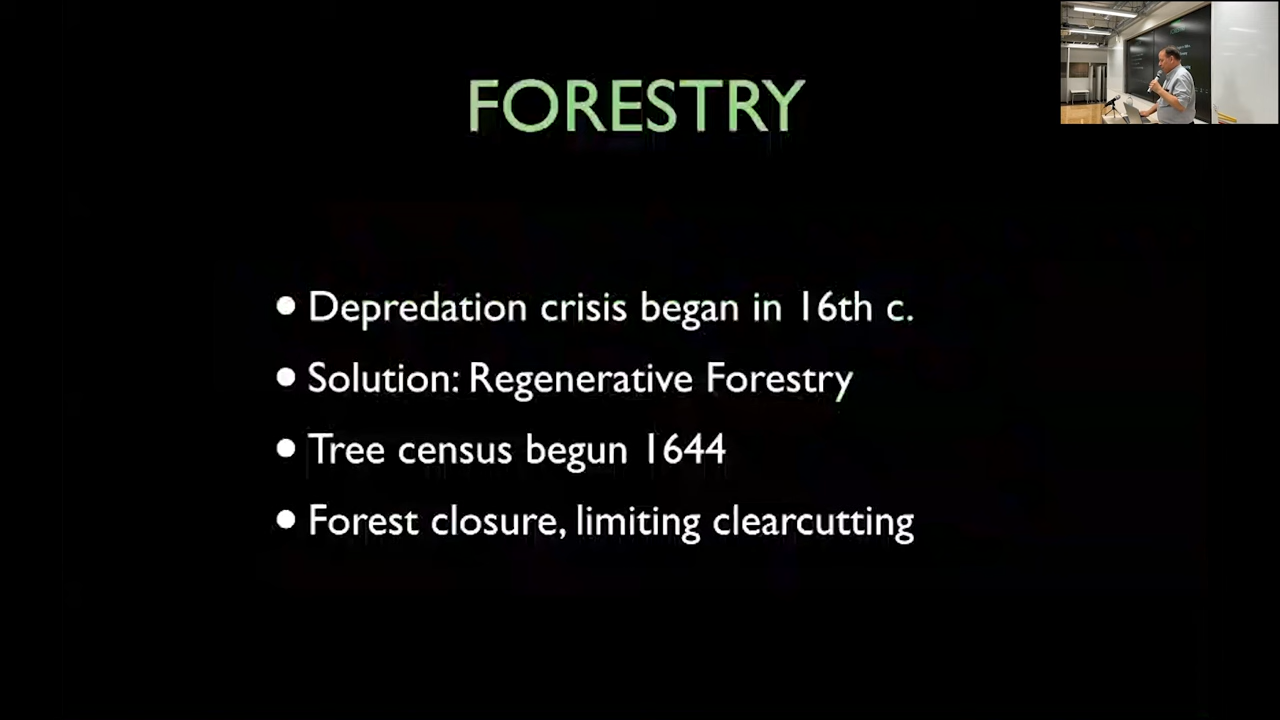 FORESTRY
• Depredation crisis began in 16th c.
• Solution: Regenerative Forestry
• Tree census begun 1644
• Forest closure, limiting clearcutting